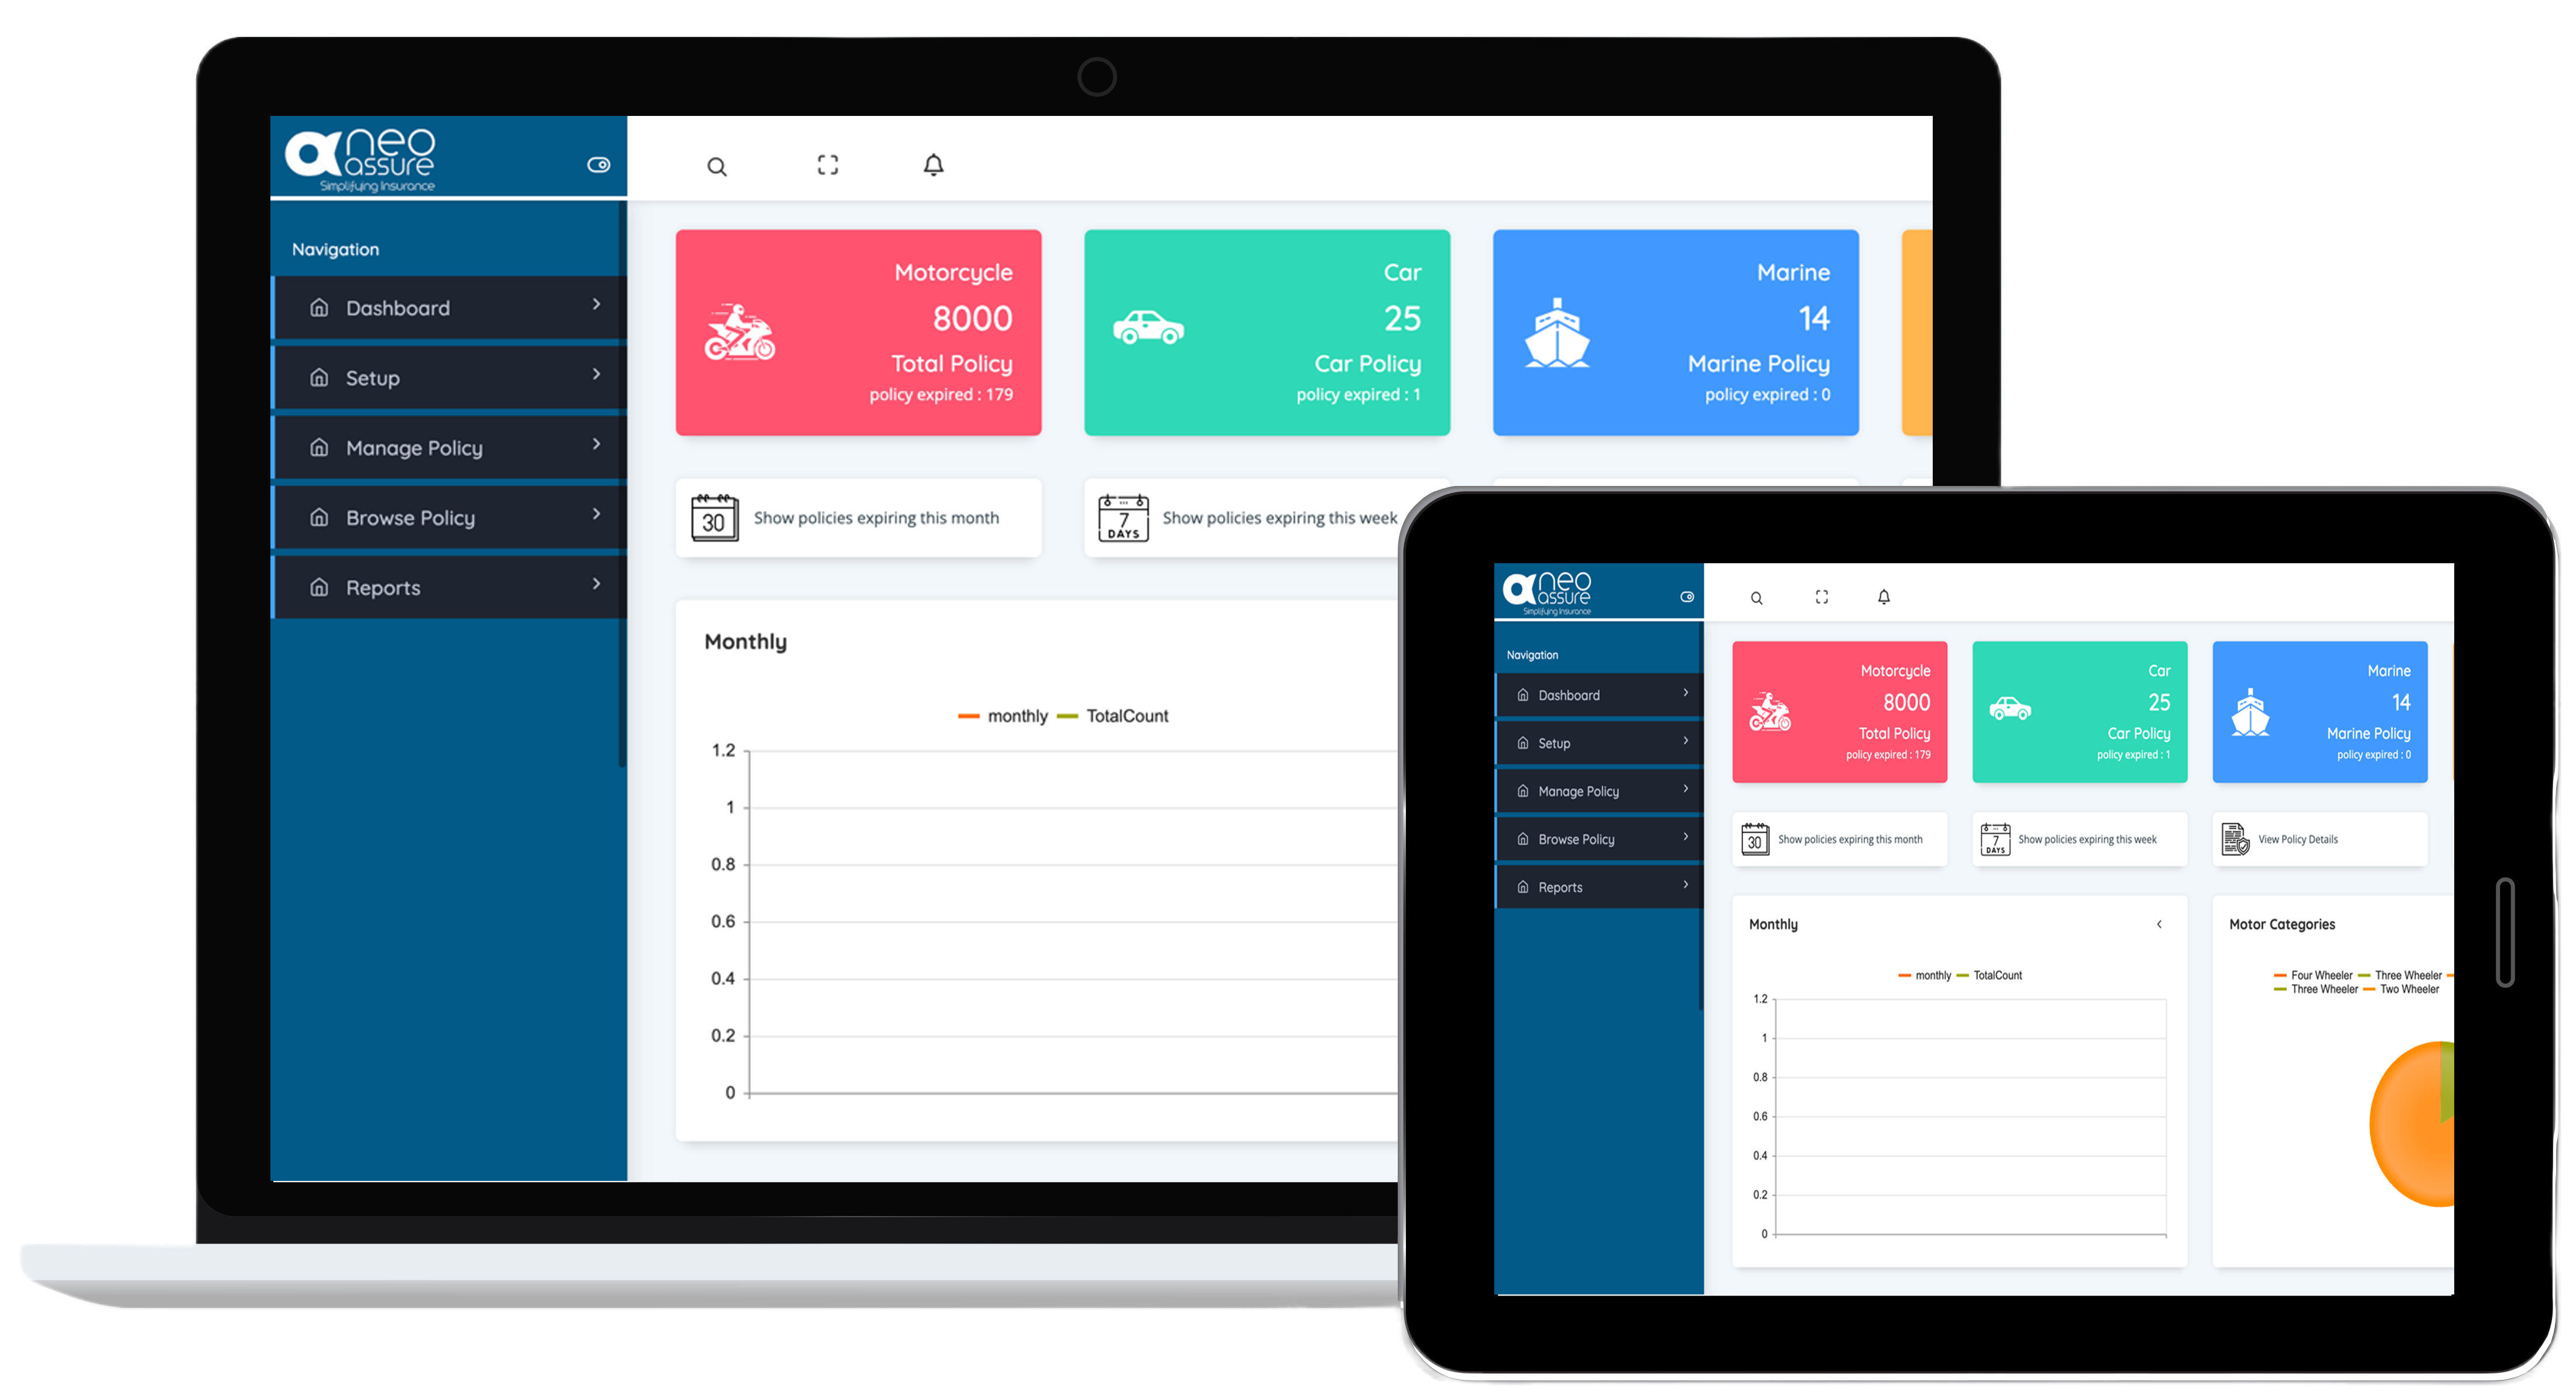 neo
assure
Simplifying Insurance
Navigation
Dashboard
Setup
Manage Policy
Browse Policy
Reports
Motorcycle
8000
Total Policy
policy expired : 179
Car
25
Car Policy
policy expired : 1
Marine
14
Marine Policy
policy expired : 0
30
Show policies expiring this month
7
DAYS
Show policies expiring this week
Monthly
monthly TotalCount
1.2
1
0.8
0.6
0.4
0.2
0
neo
assure
Simplifying Insurance
Navigation
Dashboard
Setup
Manage Policy
Browse Policy
Reports
Motorcycle
8000
Total Policy
policy expired : 179
Car
25
Car Policy
policy expired : 1
Marine
14
Marine Policy
policy expired : 0
30
Show policies expiring this month
7
DAYS
Show policies expiring this week
View Policy Details
Monthly
monthly TotalCount
1.2
1
0.8
0.6
0.4
0.2
0
Motor Categories
Four Wheeler Three Wheeler
Three Wheeler Two Wheeler